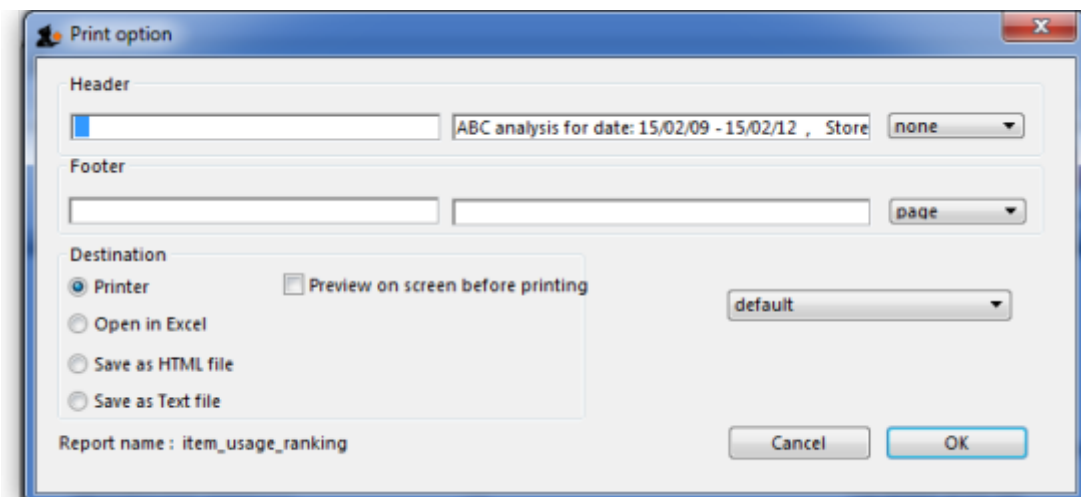 Print option
Header
ABC analysis for date: 15/02/09 - 15/02/12 , Store
none
Footer
page
Destination
Printer
Preview on screen before printing
default
Open in Excel
Save as HTML file
Save as Text file
Report name : item_usage_ranking
Cancel
OK